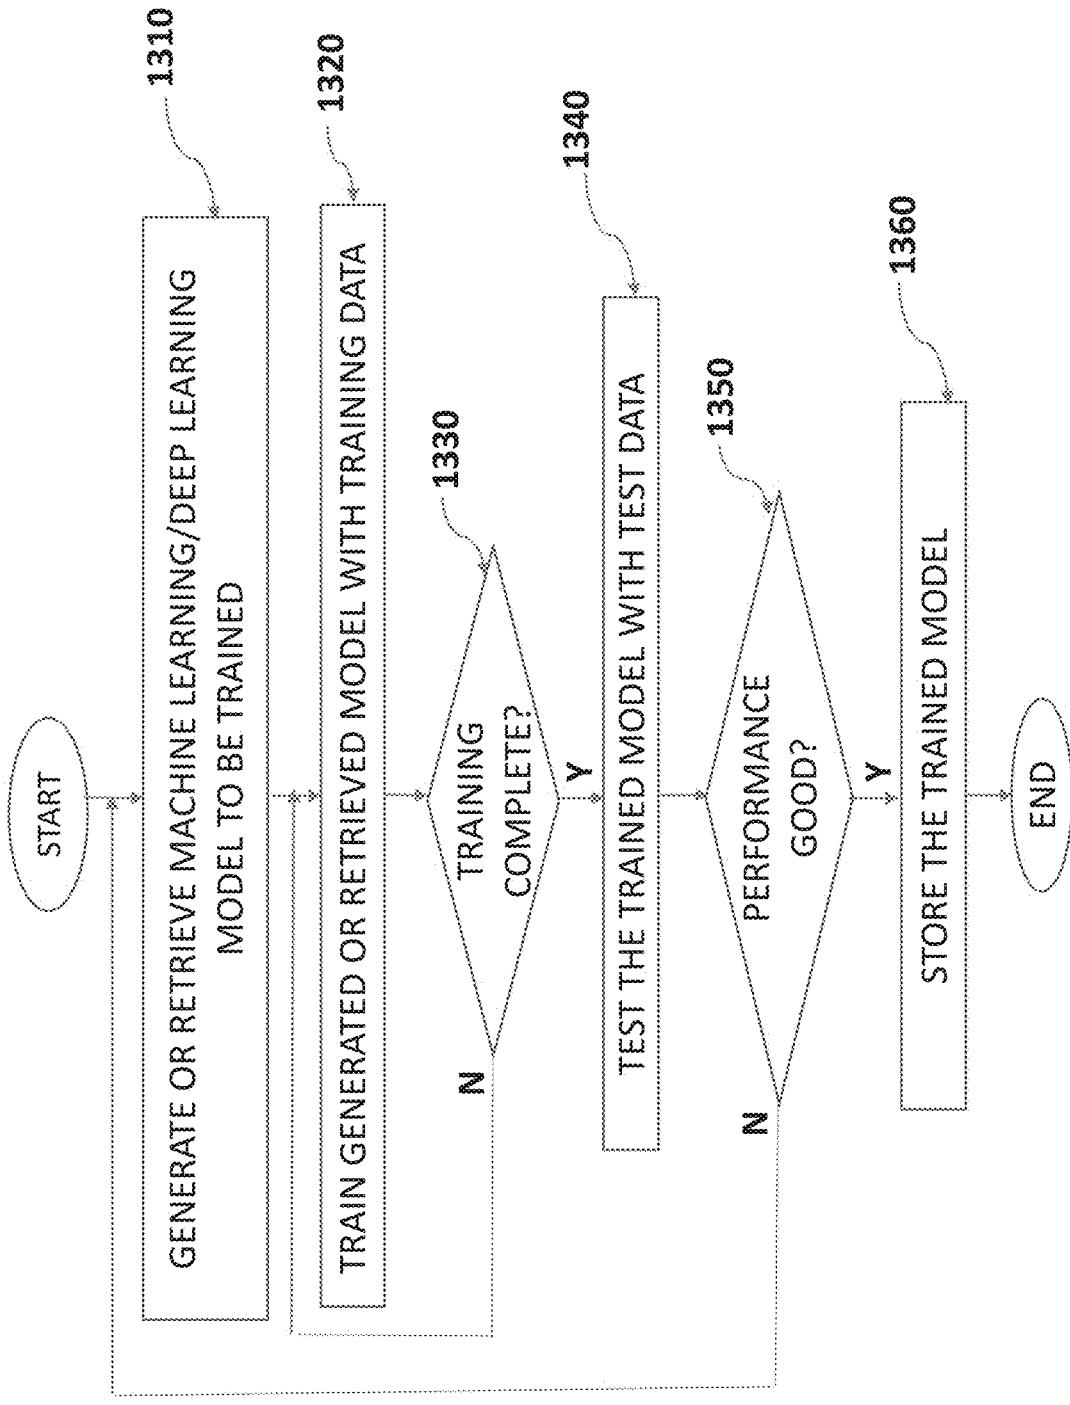 START
GENERATE OR RETRIEVE MACHINE LEARNING/DEEP LEARNING
MODEL TO BE TRAINED
1310
TRAIN GENERATED OR RETRIEVED MODEL WITH TRAINING DATA
1320
TRAINING
COMPLETE?
1330
N
Y
TEST THE TRAINED MODEL WITH TEST DATA
1340
PERFORMANCE
GOOD?
1350
N
Y
STORE THE TRAINED MODEL
1360
END